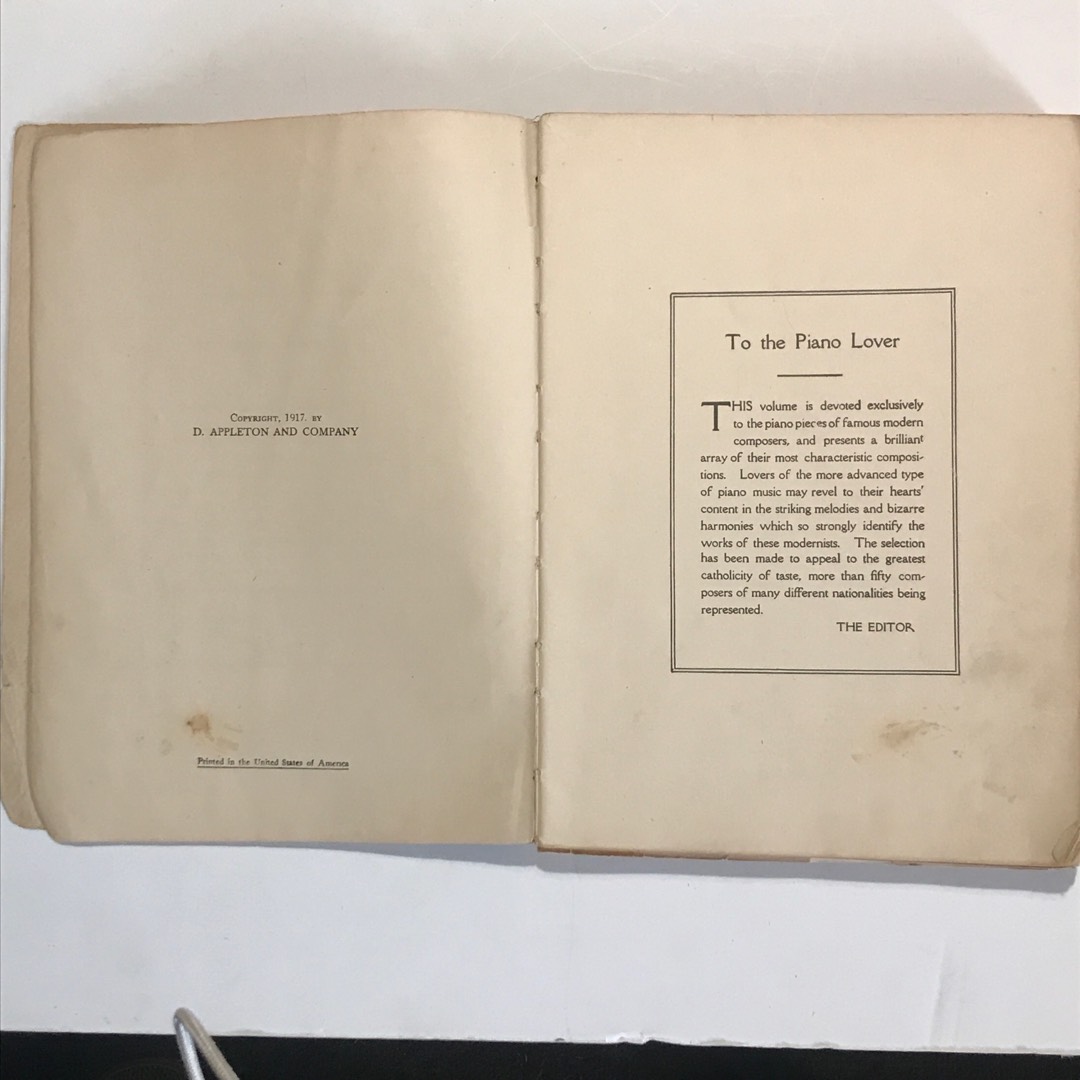 COPYRIGHT, 1917. BY
D. APPLETON AND COMPANY
Printed in the United States of America
To the Piano Lover
THIS volume is devoted exclusively
to the piano pieces of famous modern
composers, and presents a brilliant
array of their most characteristic composi-
tions. Lovers of the more advanced type
of piano music may revel to their hearts'
content in the striking melodies and bizarre
harmonies which so strongly identify the
works of these modernists. The selection
has been made to appeal to the greatest
catholicity of taste, more than fifty com-
posers of many different nationalities being
represented.
THE EDITOR